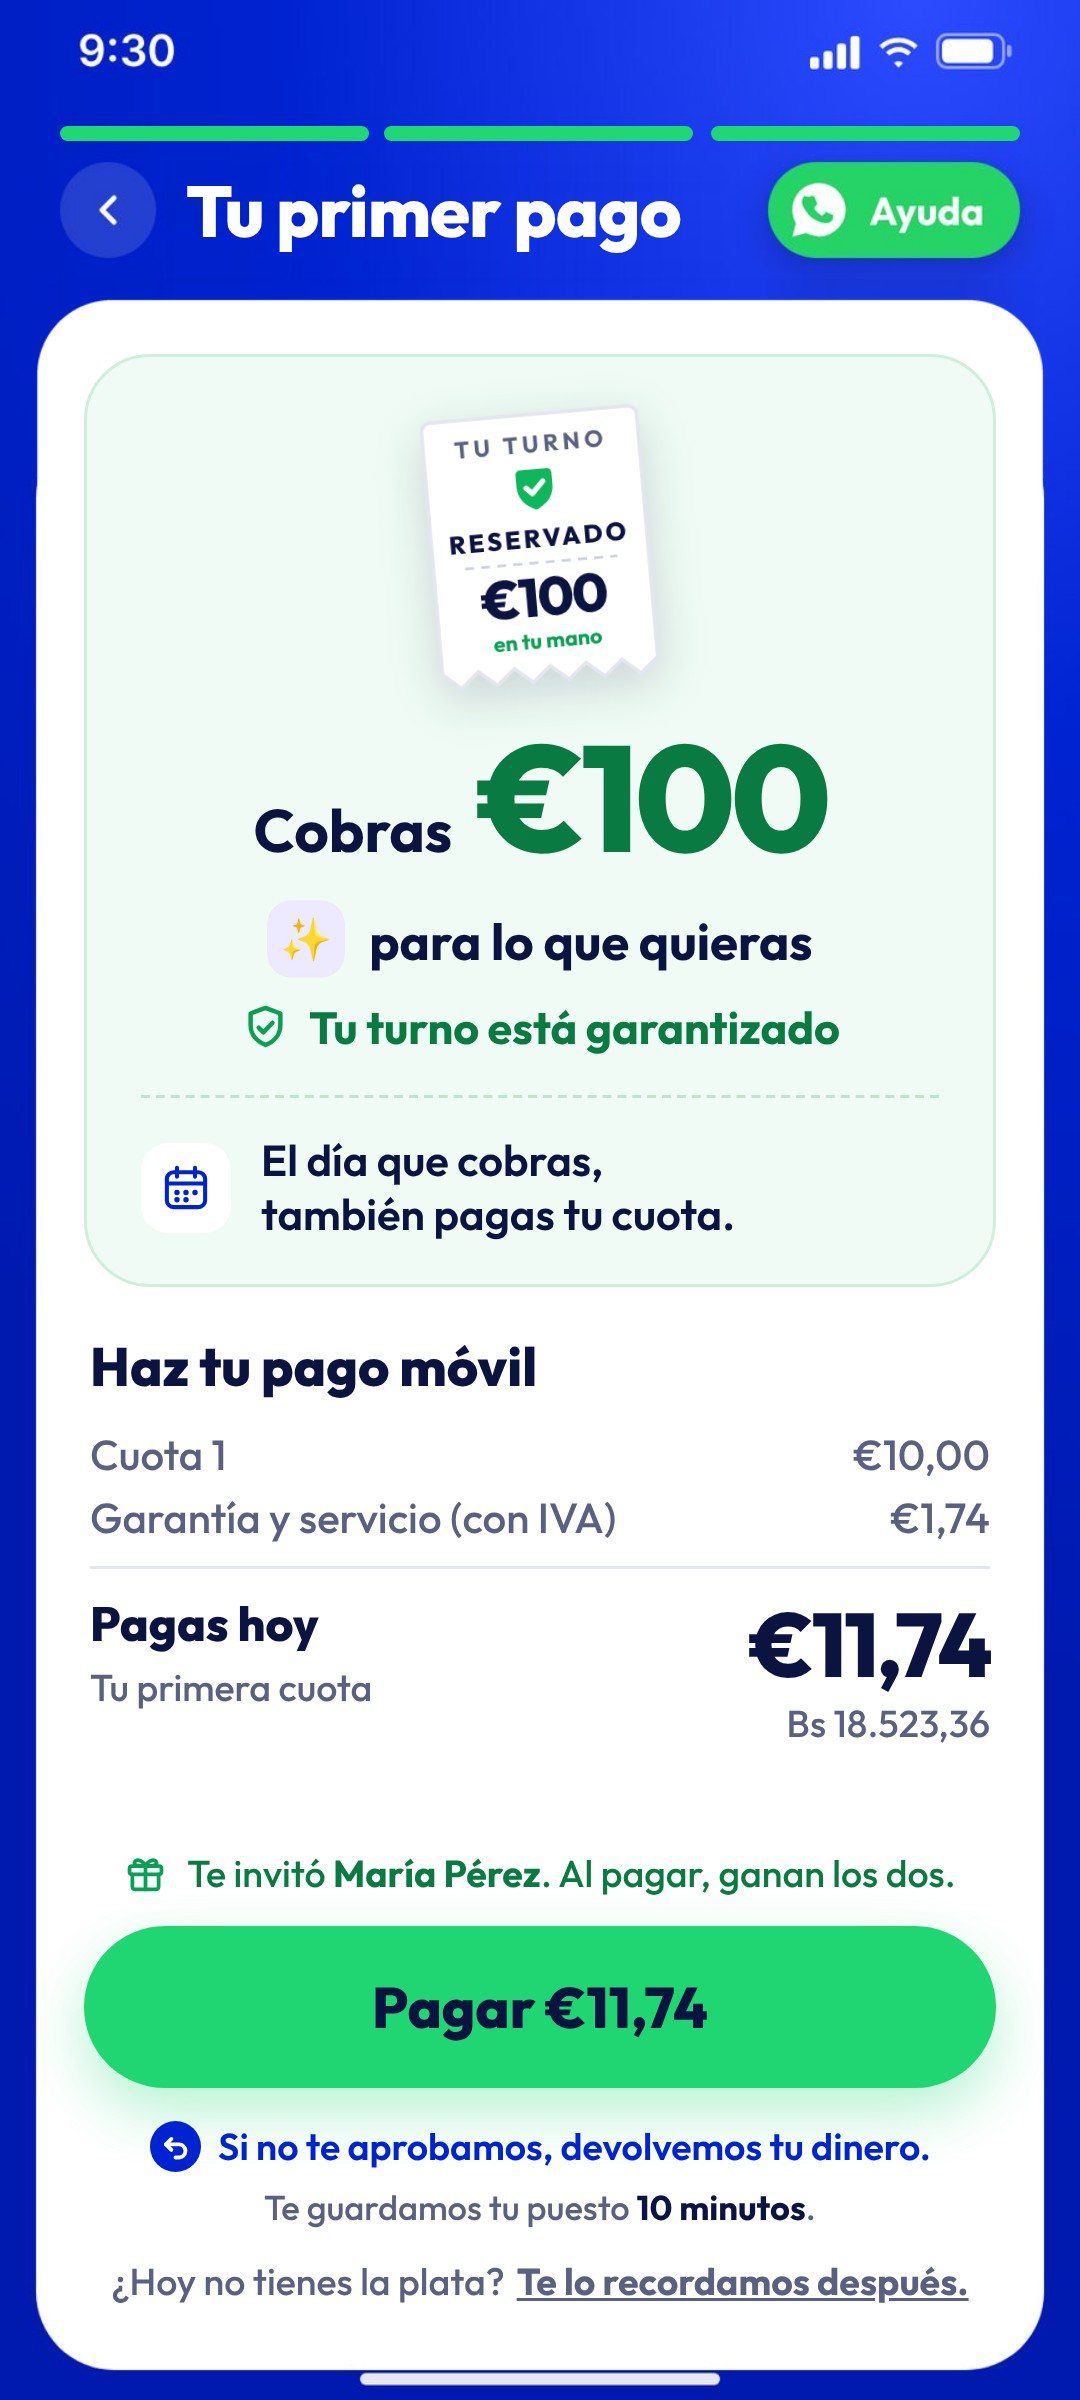 9:30
Tu primer pago
Ayuda
TU TURNO
RESERVADO
€100
en tu mano
Cobras €100
✨ para lo que quieras
Tu turno está garantizado
El día que cobras,
también pagas tu cuota.
Haz tu pago móvil
Cuota 1 €10,00
Garantía y servicio (con IVA) €1,74
Pagas hoy €11,74
Tu primera cuota
Bs 18.523,36
Te invitó María Pérez. Al pagar, ganan los dos.
Pagar €11,74
Si no te aprobamos, devolvemos tu dinero.
Te guardamos tu puesto 10 minutos.
¿Hoy no tienes la plata? Te lo recordamos después.